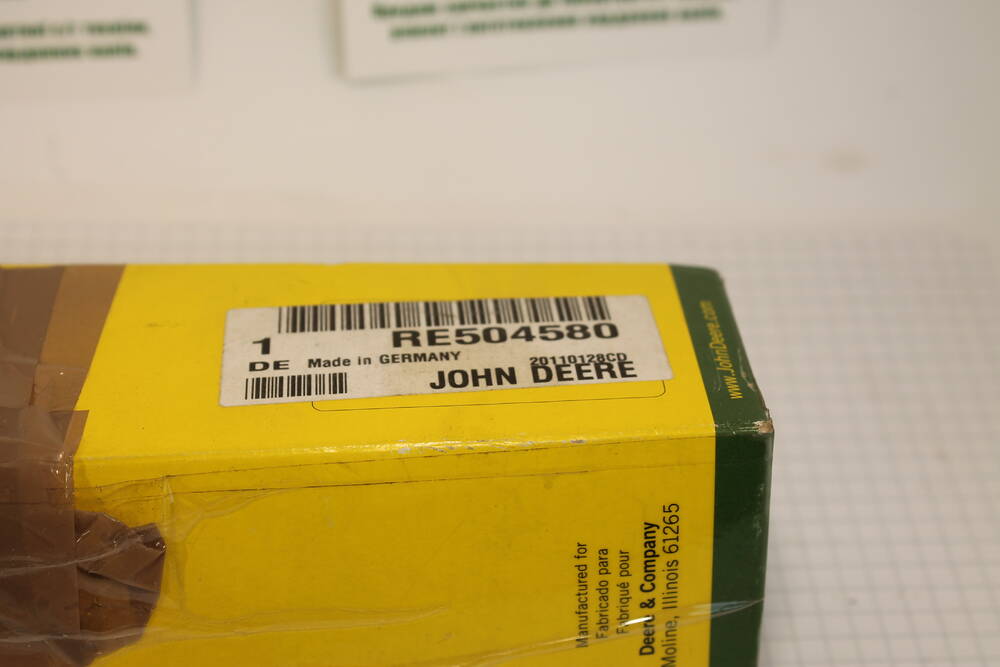 1
RE504580
DE Made in GERMANY
20110128CD
JOHN DEERE
www.JohnDeere.com
Manufactured for
Fabricado para
Fabriqué pour
Deere & Company
Moline, Illinois 61265